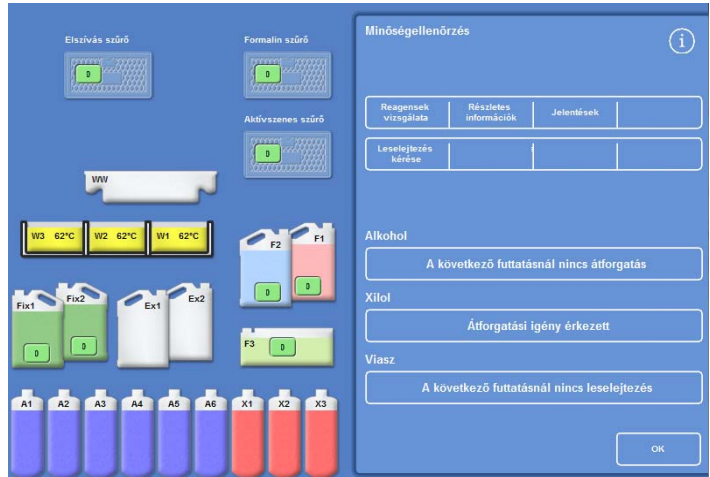 Elszívás szűrő
D
Formalin szűrő
D
Aktívszenes szűrő
D
WW
W3 62°C
W2 62°C
W1 62°C
F2
D
F1
D
Fix1
D
Fix2
D
Ex1
Ex2
F3
D
A1
A2
A3
A4
A5
A6
X1
X2
X3
Minőségellenőrzés
i
Reagensek
vizsgálata
Részletes
információk
Jelentések
Leselejtezés
kérése
Alkohol
A következő futtatásnál nincs átforgatás
Xilol
Átforgatási igény érkezett
Viasz
A következő futtatásnál nincs leselejtezés
OK